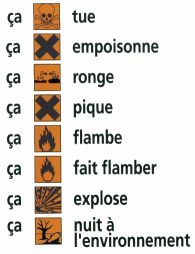 ça tue
ça empoisonne
ça ronge
ça pique
ça flambe
ça fait flamber
ça explose
ça nuit à
l'environnement